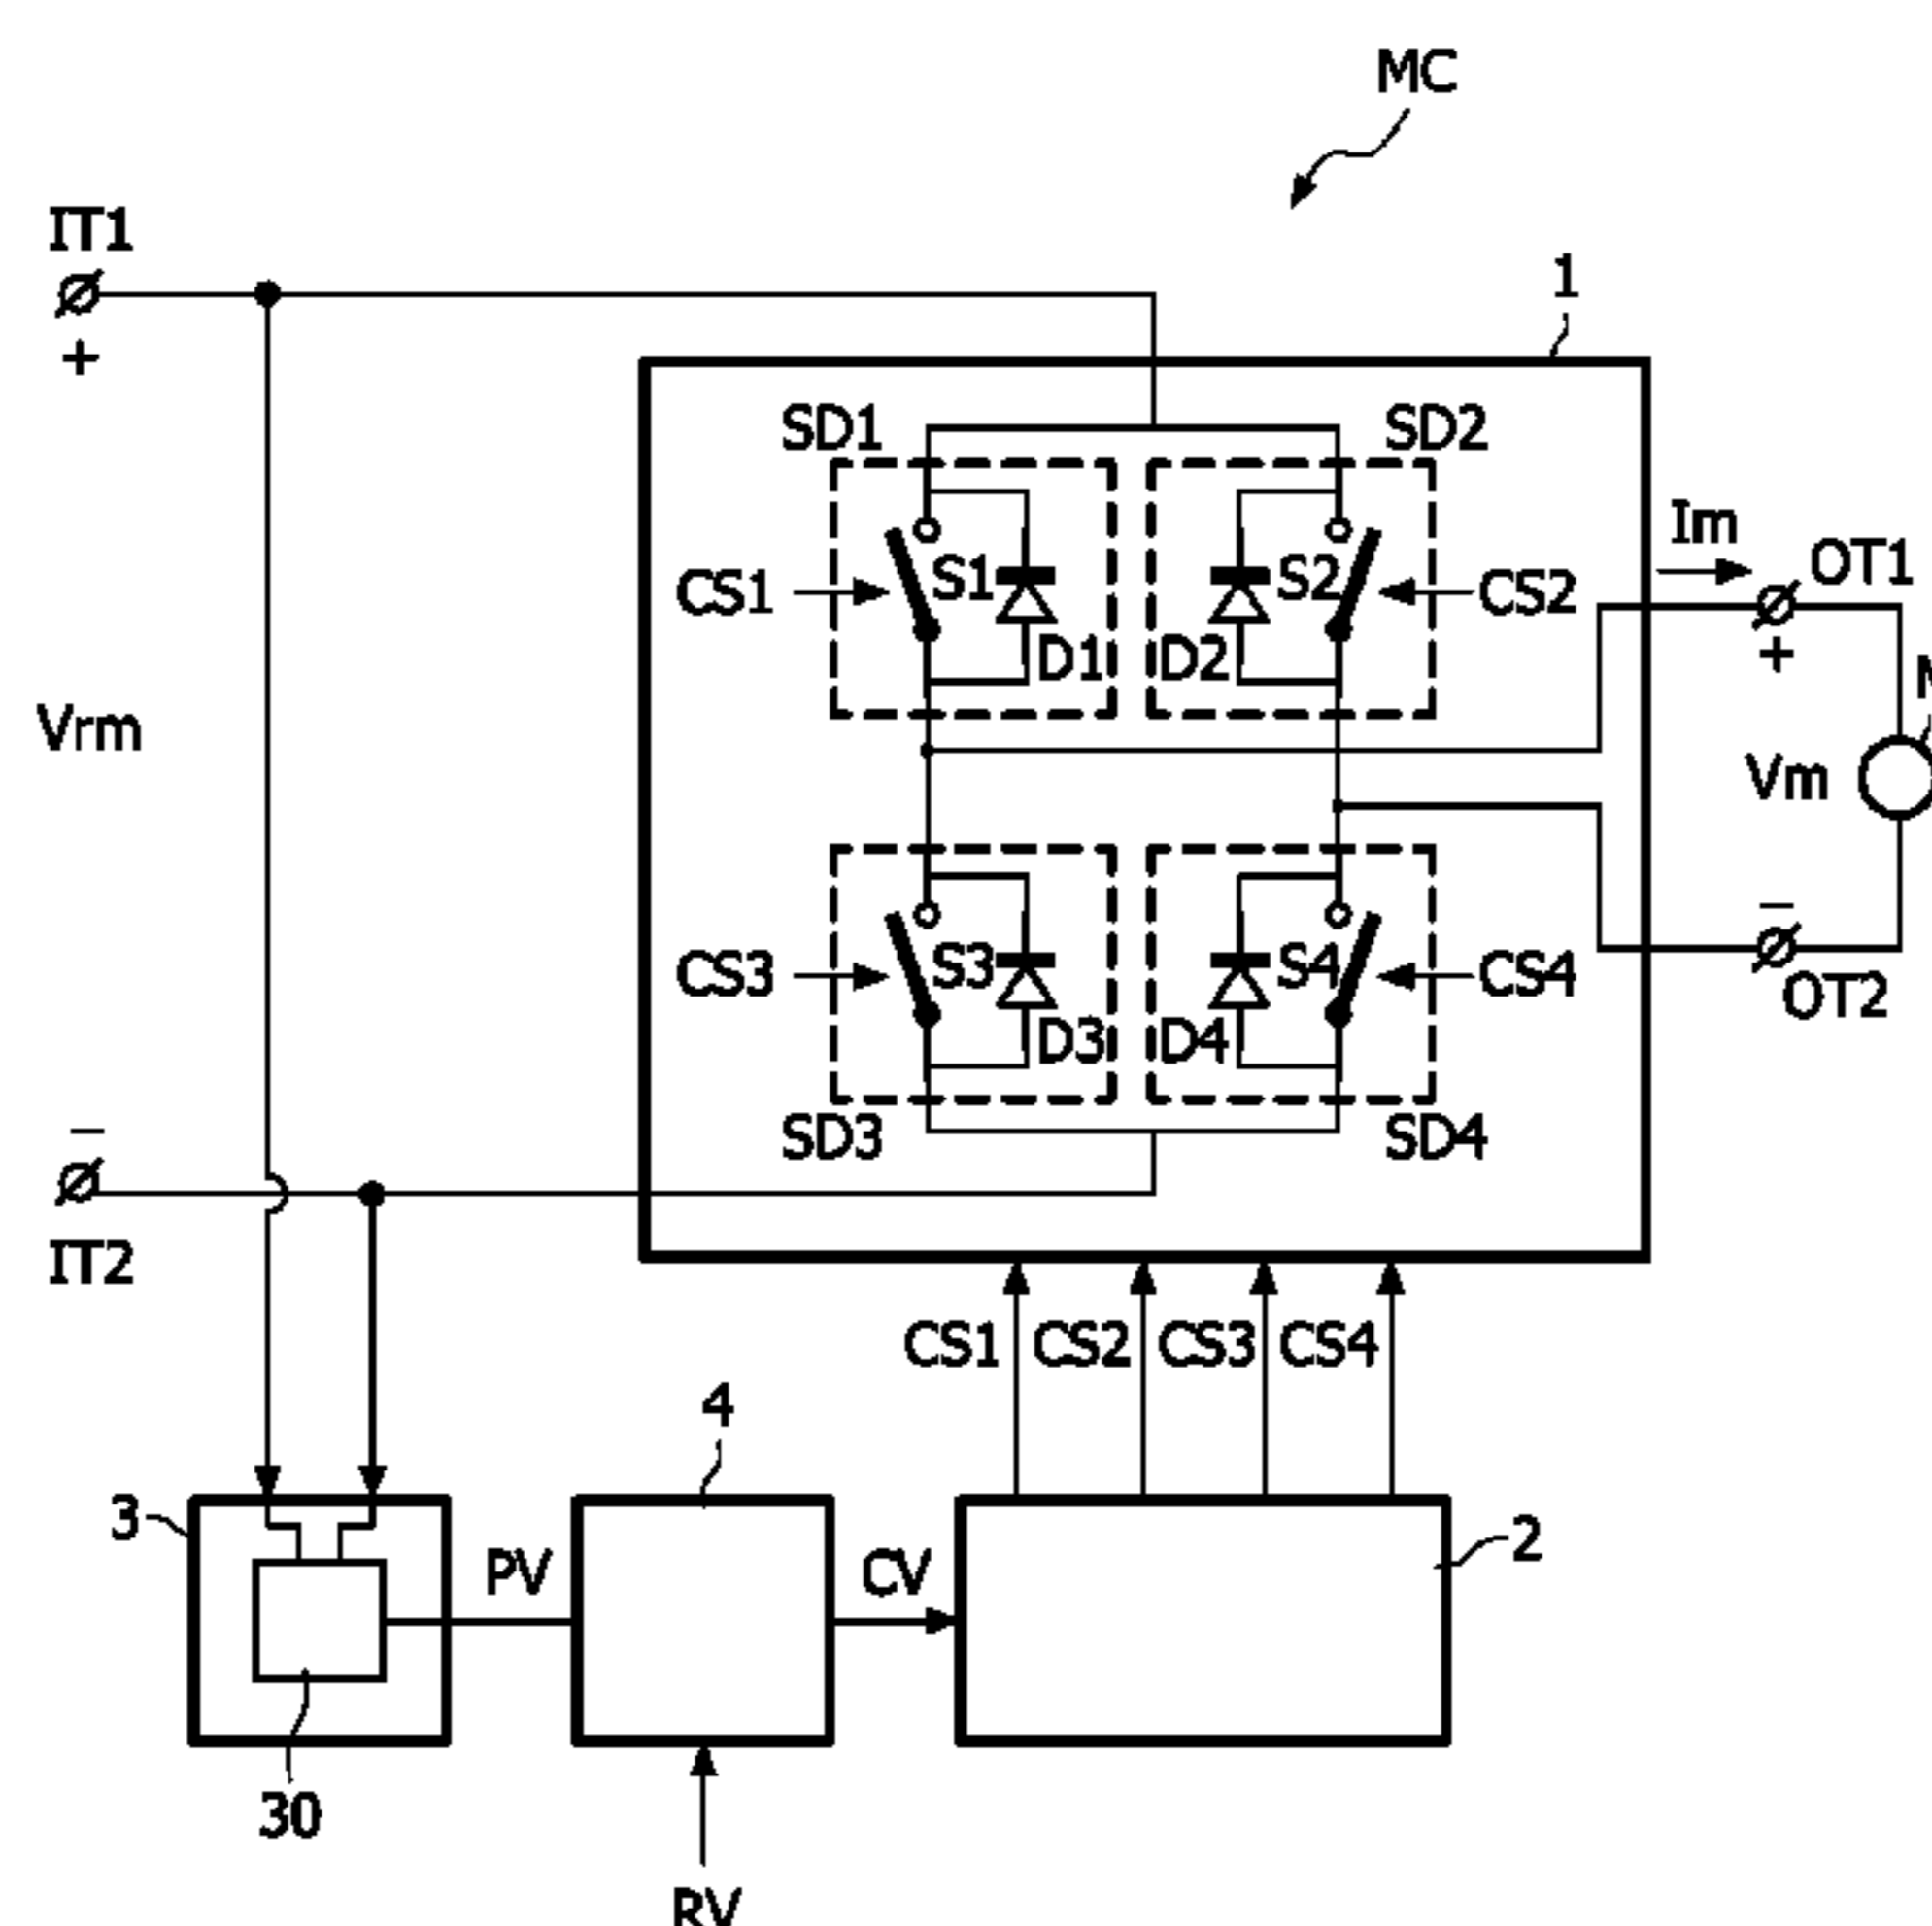 MC
IT1
+
1
SD1
SD2
Im
OT1
CS1
S1
S2
CS2
D1
D2
+
Vrm
Vm
CS3
S3
S4
CS4
−
OT2
D3
D4
−
SD3
SD4
IT2
CS1
CS2
CS3
CS4
4
3
PV
CV
2
30
RV